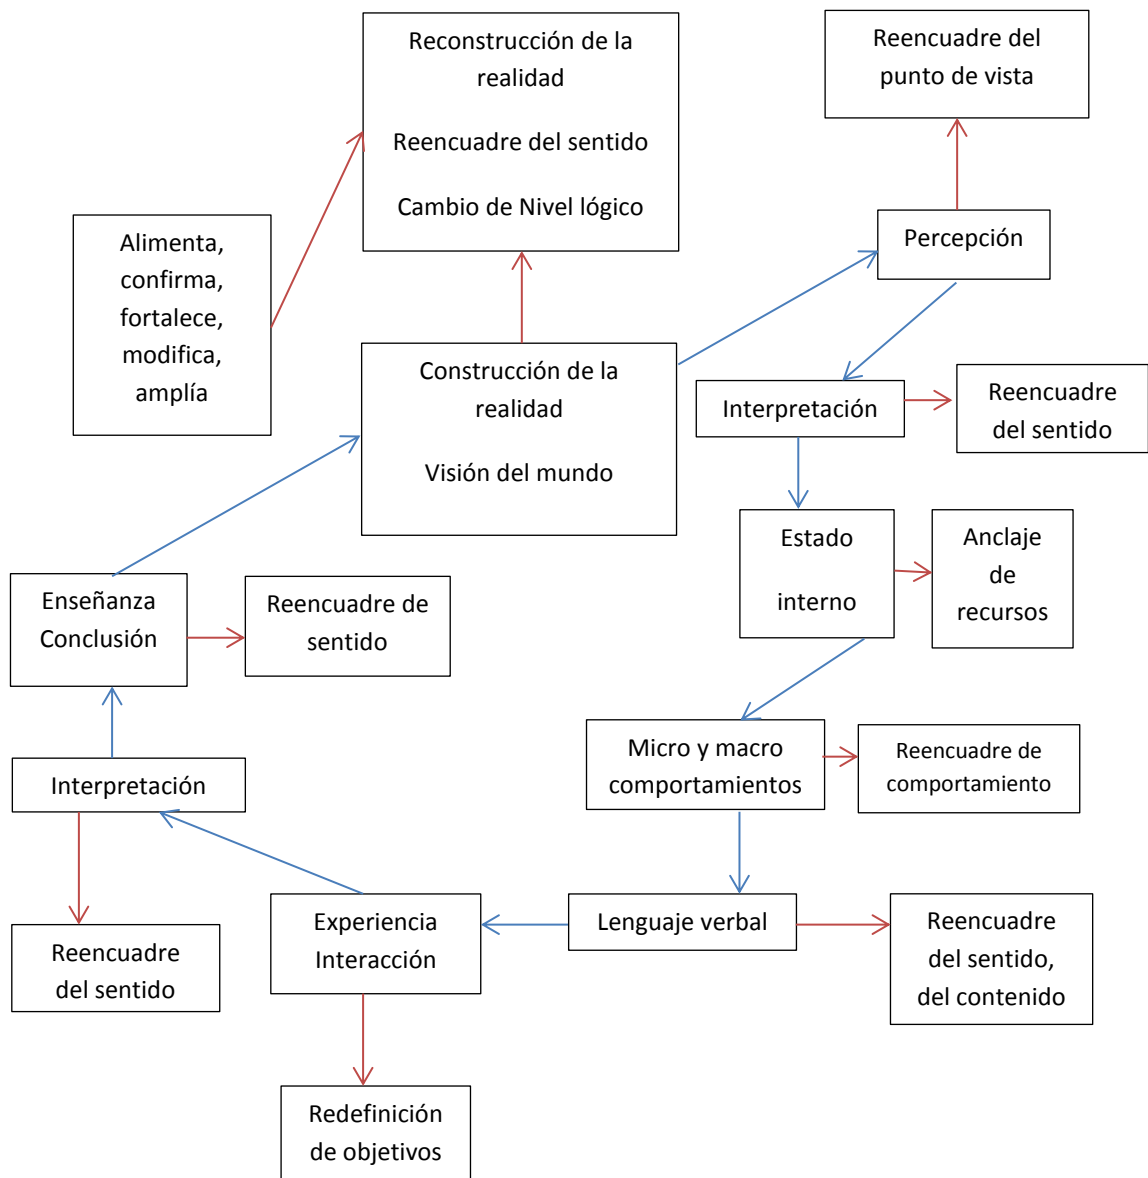 Reconstrucción de la
realidad
Reencuadre del sentido
Cambio de Nivel lógico
Reencuadre del
punto de vista
Alimenta,
confirma,
fortalece,
modifica,
amplía
Percepción
Construcción de la
realidad
Visión del mundo
Interpretación
Reencuadre
del sentido
Estado
interno
Anclaje
de
recursos
Enseñanza
Conclusión
Reencuadre de
sentido
Micro y macro
comportamientos
Reencuadre de
comportamiento
Interpretación
Reencuadre
del sentido
Experiencia
Interacción
Lenguaje verbal
Reencuadre
del sentido,
del contenido
Redefinición
de objetivos